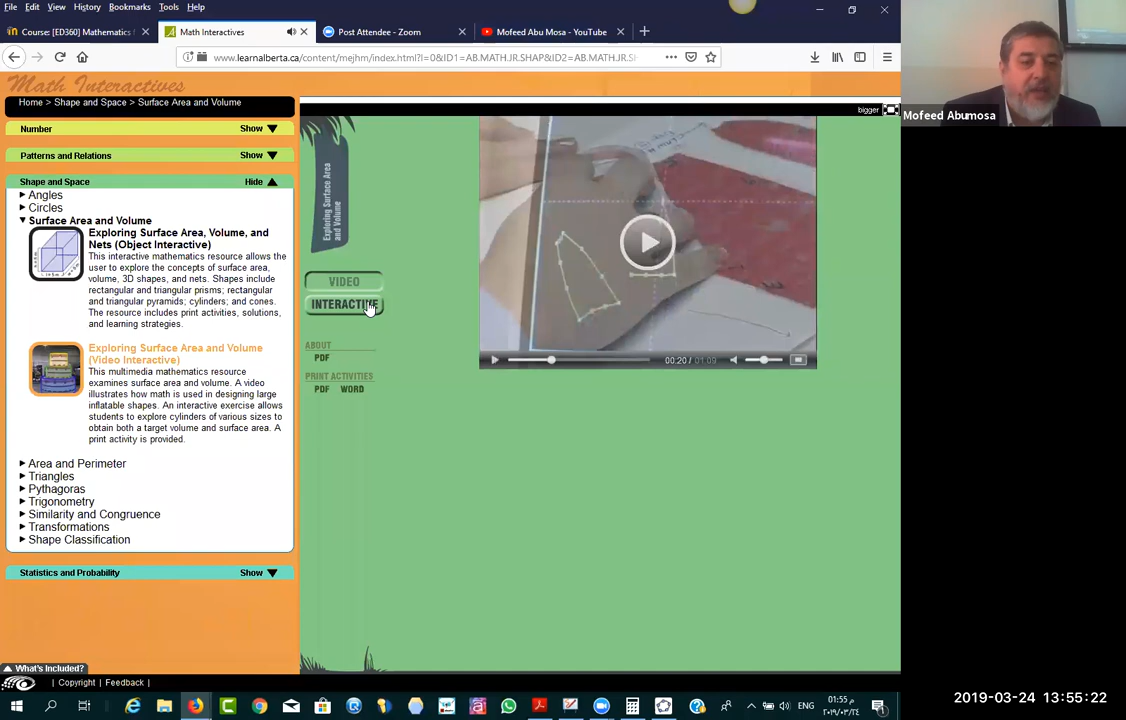 File Edit View History Bookmarks Tools Help
Course: [ED360] Mathematics f
Math Interactives
Post Attendee - Zoom
Mofeed Abu Mosa - YouTube
www.learnalberta.ca/content/mejhm/index.html?l=0&ID1=AB.MATH.JR.SHAP&ID2=AB.MATH.JR.SH
Math Interactives
Home > Shape and Space > Surface Area and Volume
bigger
Number Show
Patterns and Relations Show
Shape and Space Hide
Angles
Circles
Surface Area and Volume
Exploring Surface Area, Volume, and
Nets (Object Interactive)
This interactive mathematics resource allows the
user to explore the concepts of surface area,
volume, 3D shapes, and nets. Shapes include
rectangular and triangular prisms; rectangular
and triangular pyramids; cylinders; and cones.
The resource includes print activities, solutions,
and learning strategies.
Exploring Surface Area and Volume
(Video Interactive)
This multimedia mathematics resource
examines surface area and volume. A video
illustrates how math is used in designing large
inflatable shapes. An interactive exercise allows
students to explore cylinders of various sizes to
obtain both a target volume and surface area. A
print activity is provided.
Area and Perimeter
Triangles
Pythagoras
Trigonometry
Similarity and Congruence
Transformations
Shape Classification
Statistics and Probability Show
What's Included?
Copyright | Feedback |
Exploring Surface Area
and Volume
VIDEO
INTERACTIVE
ABOUT
PDF
PRINT ACTIVITIES
PDF WORD
00:20 / 01:09
Mofeed Abumosa
ENG
٠١:٥٥ م
٢٠١٩/٠٣/٢٤
2019-03-24 13:55:22